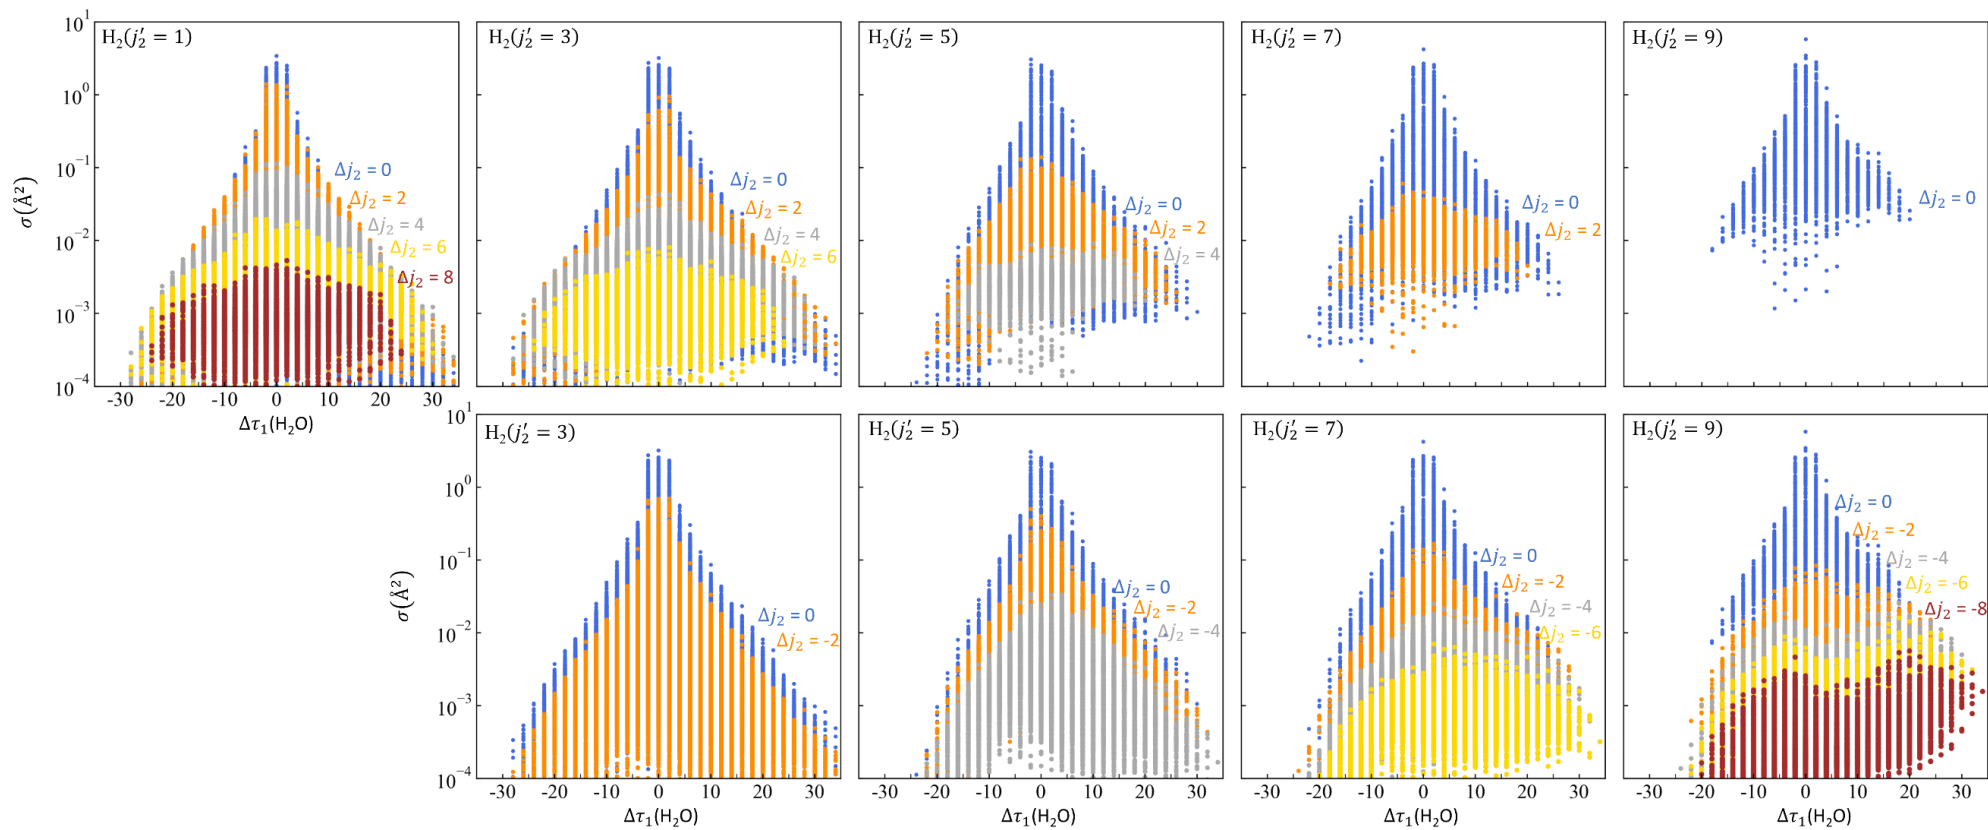 H₂(j₂′ = 1)
H₂(j₂′ = 3)
H₂(j₂′ = 5)
H₂(j₂′ = 7)
H₂(j₂′ = 9)
10¹
10⁰
10⁻¹
10⁻²
10⁻³
10⁻⁴
σ(Å²)
Δj₂ = 0
Δj₂ = 2
Δj₂ = 4
Δj₂ = 6
Δj₂ = 8
Δj₂ = 0
Δj₂ = 2
Δj₂ = 4
Δj₂ = 6
Δj₂ = 0
Δj₂ = 2
Δj₂ = 4
Δj₂ = 0
Δj₂ = 2
Δj₂ = 0
-30 -20 -10 0 10 20 30
Δτ₁(H₂O)
H₂(j₂′ = 3)
H₂(j₂′ = 5)
H₂(j₂′ = 7)
H₂(j₂′ = 9)
10¹
10⁰
10⁻¹
10⁻²
10⁻³
10⁻⁴
σ(Å²)
Δj₂ = 0
Δj₂ = -2
Δj₂ = 0
Δj₂ = -2
Δj₂ = -4
Δj₂ = 0
Δj₂ = -2
Δj₂ = -4
Δj₂ = -6
Δj₂ = 0
Δj₂ = -2
Δj₂ = -4
Δj₂ = -6
Δj₂ = -8
-30 -20 -10 0 10 20 30
-30 -20 -10 0 10 20 30
-30 -20 -10 0 10 20 30
-30 -20 -10 0 10 20 30
Δτ₁(H₂O)
Δτ₁(H₂O)
Δτ₁(H₂O)
Δτ₁(H₂O)